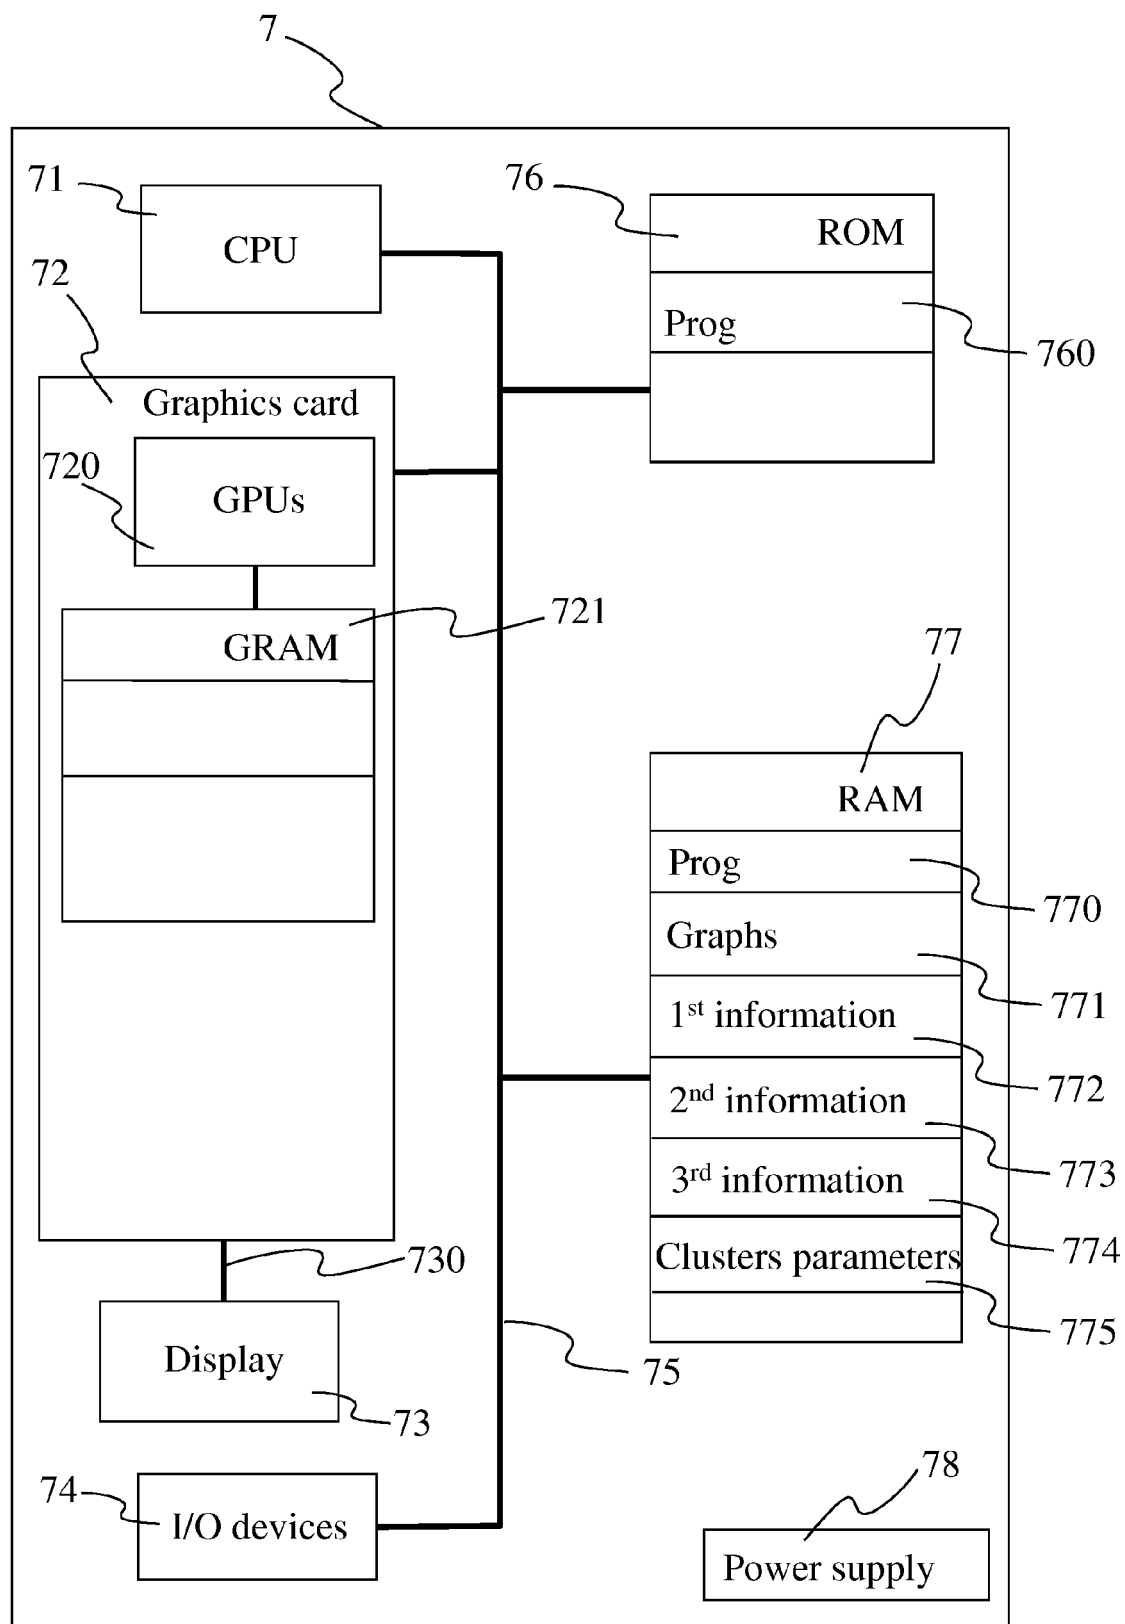 7
71
CPU
76
ROM
Prog
760
72
Graphics card
720
GPUs
721
GRAM
77
RAM
Prog
770
Graphs
771
1st information
772
2nd information
773
3rd information
774
Clusters parameters
775
730
Display
73
75
74
I/O devices
78
Power supply